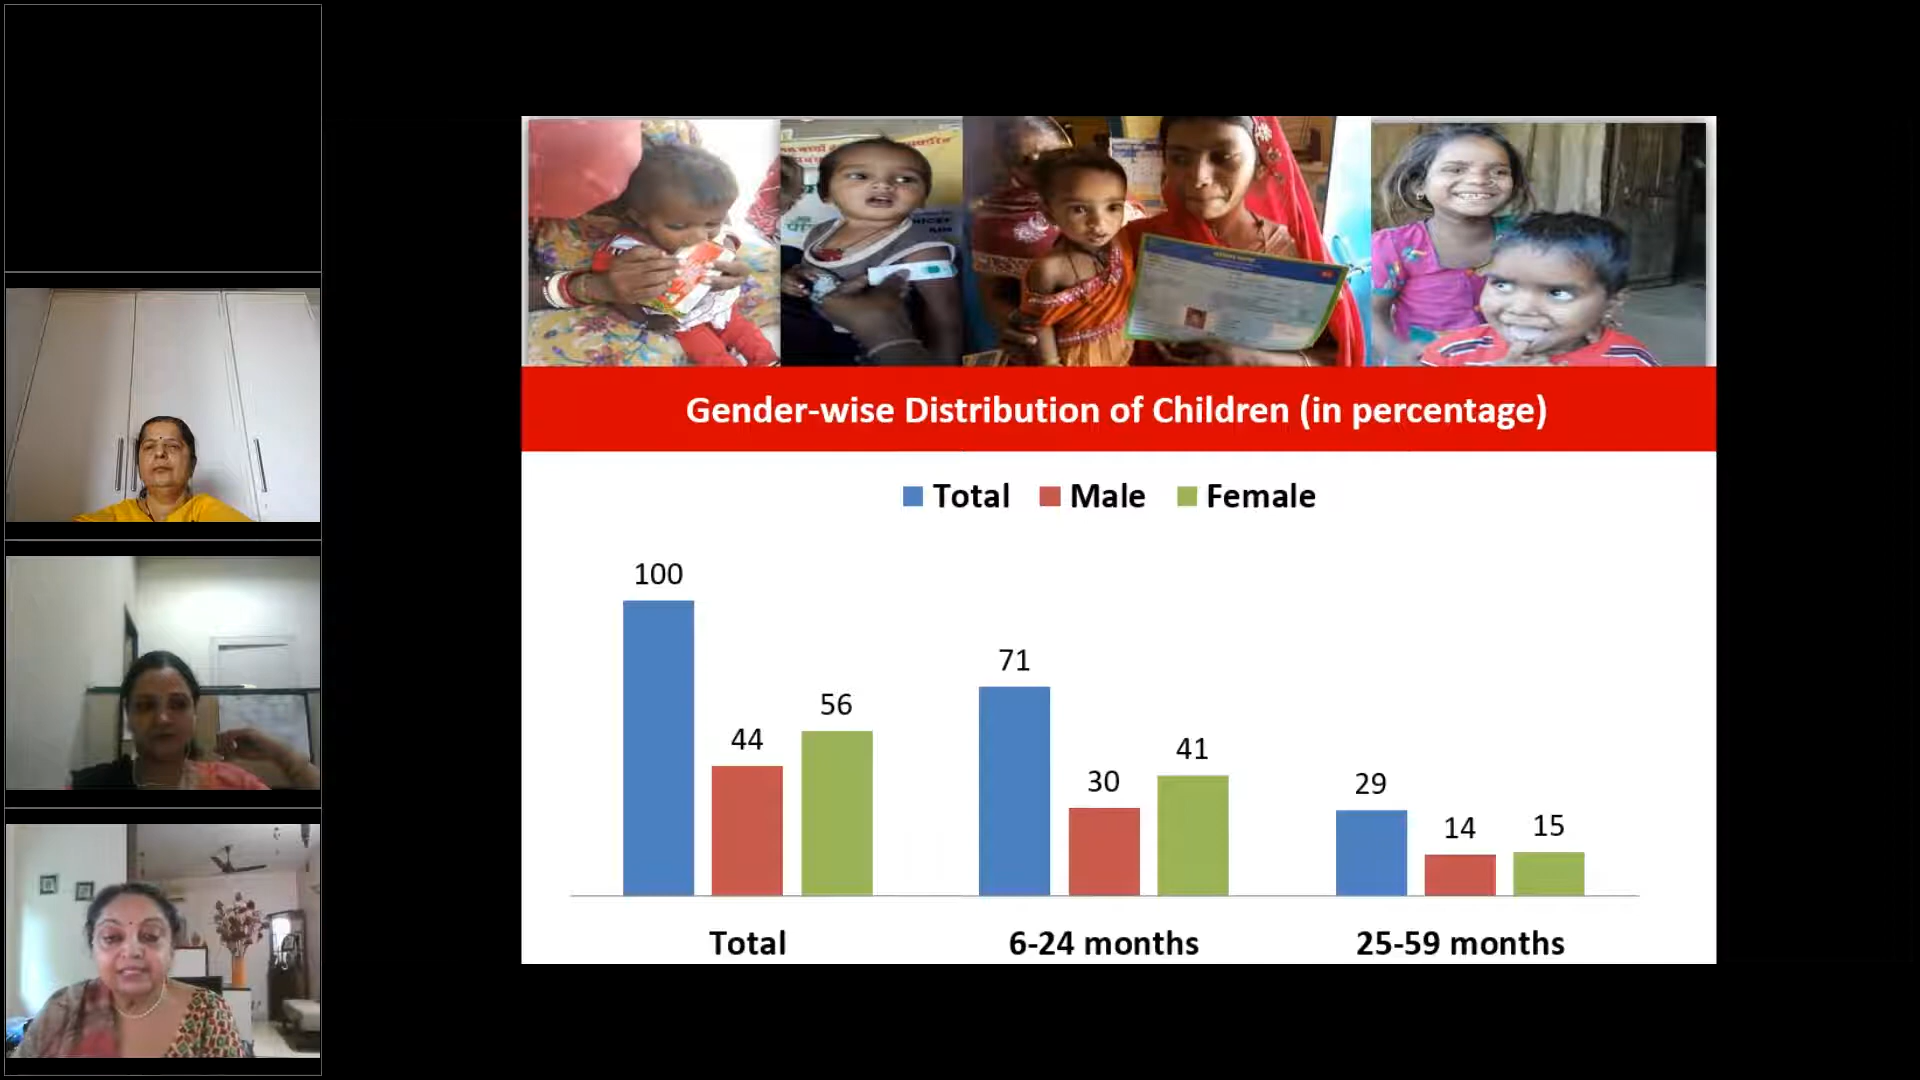 Gender-wise Distribution of Children (in percentage)
Total Male Female
100
44
56
71
30
41
29
14
15
Total
6-24 months
25-59 months